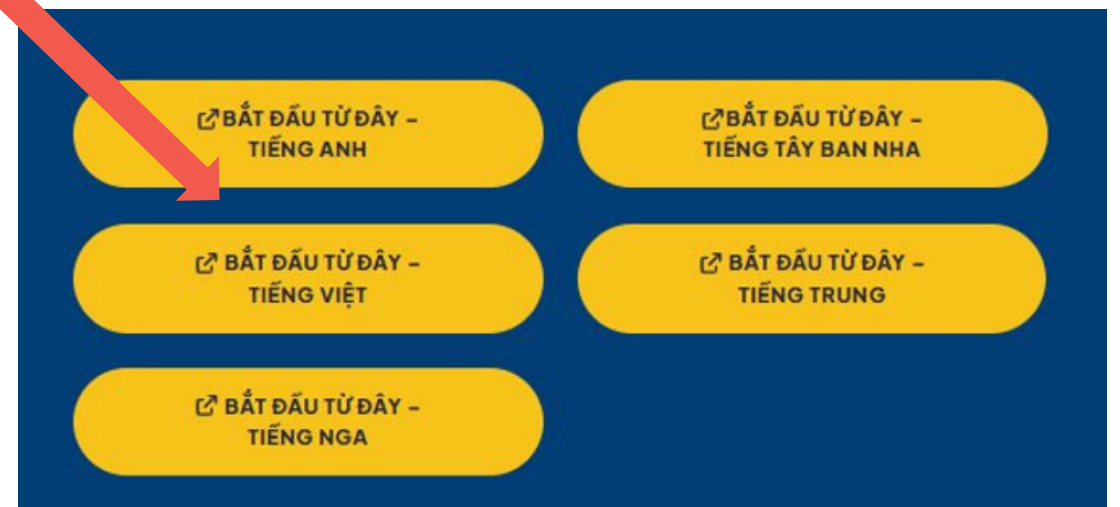 BẮT ĐẦU TỪ ĐÂY –
TIẾNG ANH
BẮT ĐẦU TỪ ĐÂY –
TIẾNG TÂY BAN NHA
BẮT ĐẦU TỪ ĐÂY –
TIẾNG VIỆT
BẮT ĐẦU TỪ ĐÂY –
TIẾNG TRUNG
BẮT ĐẦU TỪ ĐÂY –
TIẾNG NGA